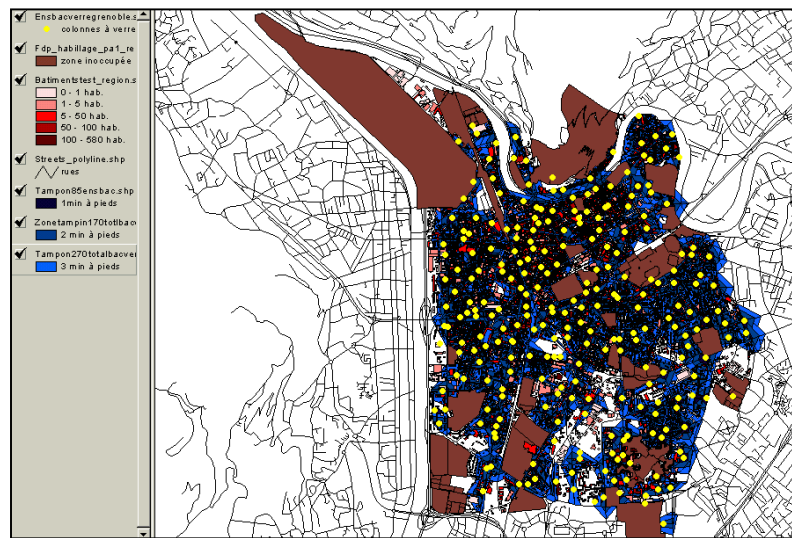 Ensbacverregrenoble.s
colonnes à verre
Fdp_habillage_pa1_re
zone inoccupée
Batimentstest_region.s
0 - 1 hab.
1 - 5 hab.
5 - 50 hab.
50 - 100 hab.
100 - 580 hab.
Streets_polyline.shp
rues
Tampon85ensbac.shp
1min à pieds
Zonetampin170totlbacv
2 min à pieds
Tampon270totalbacver
3 min à pieds